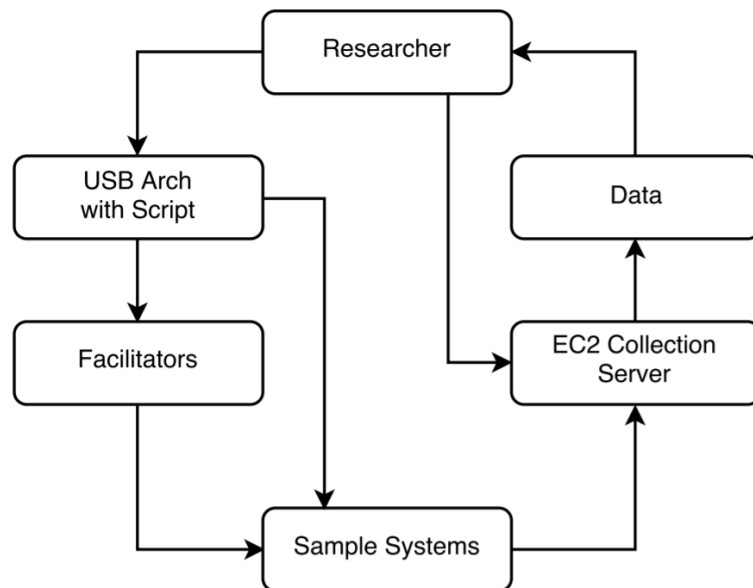 Researcher
USB Arch
with Script
Data
Facilitators
EC2 Collection
Server
Sample Systems